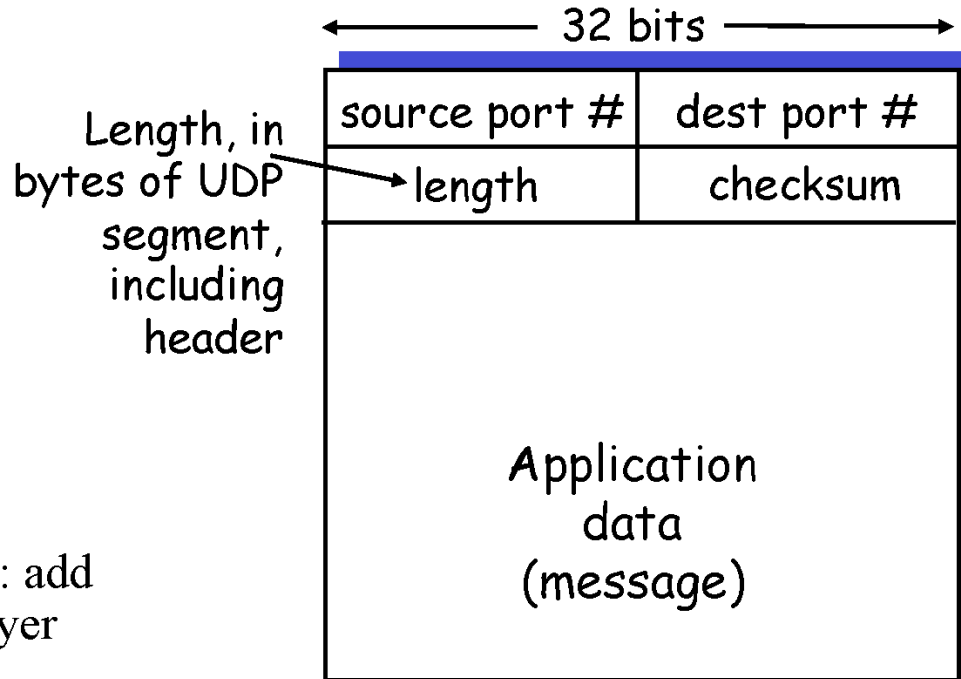 32 bits
source port #
dest port #
Length, in
bytes of UDP
segment,
including
header
length
checksum
Application
data
(message)
: add
yer